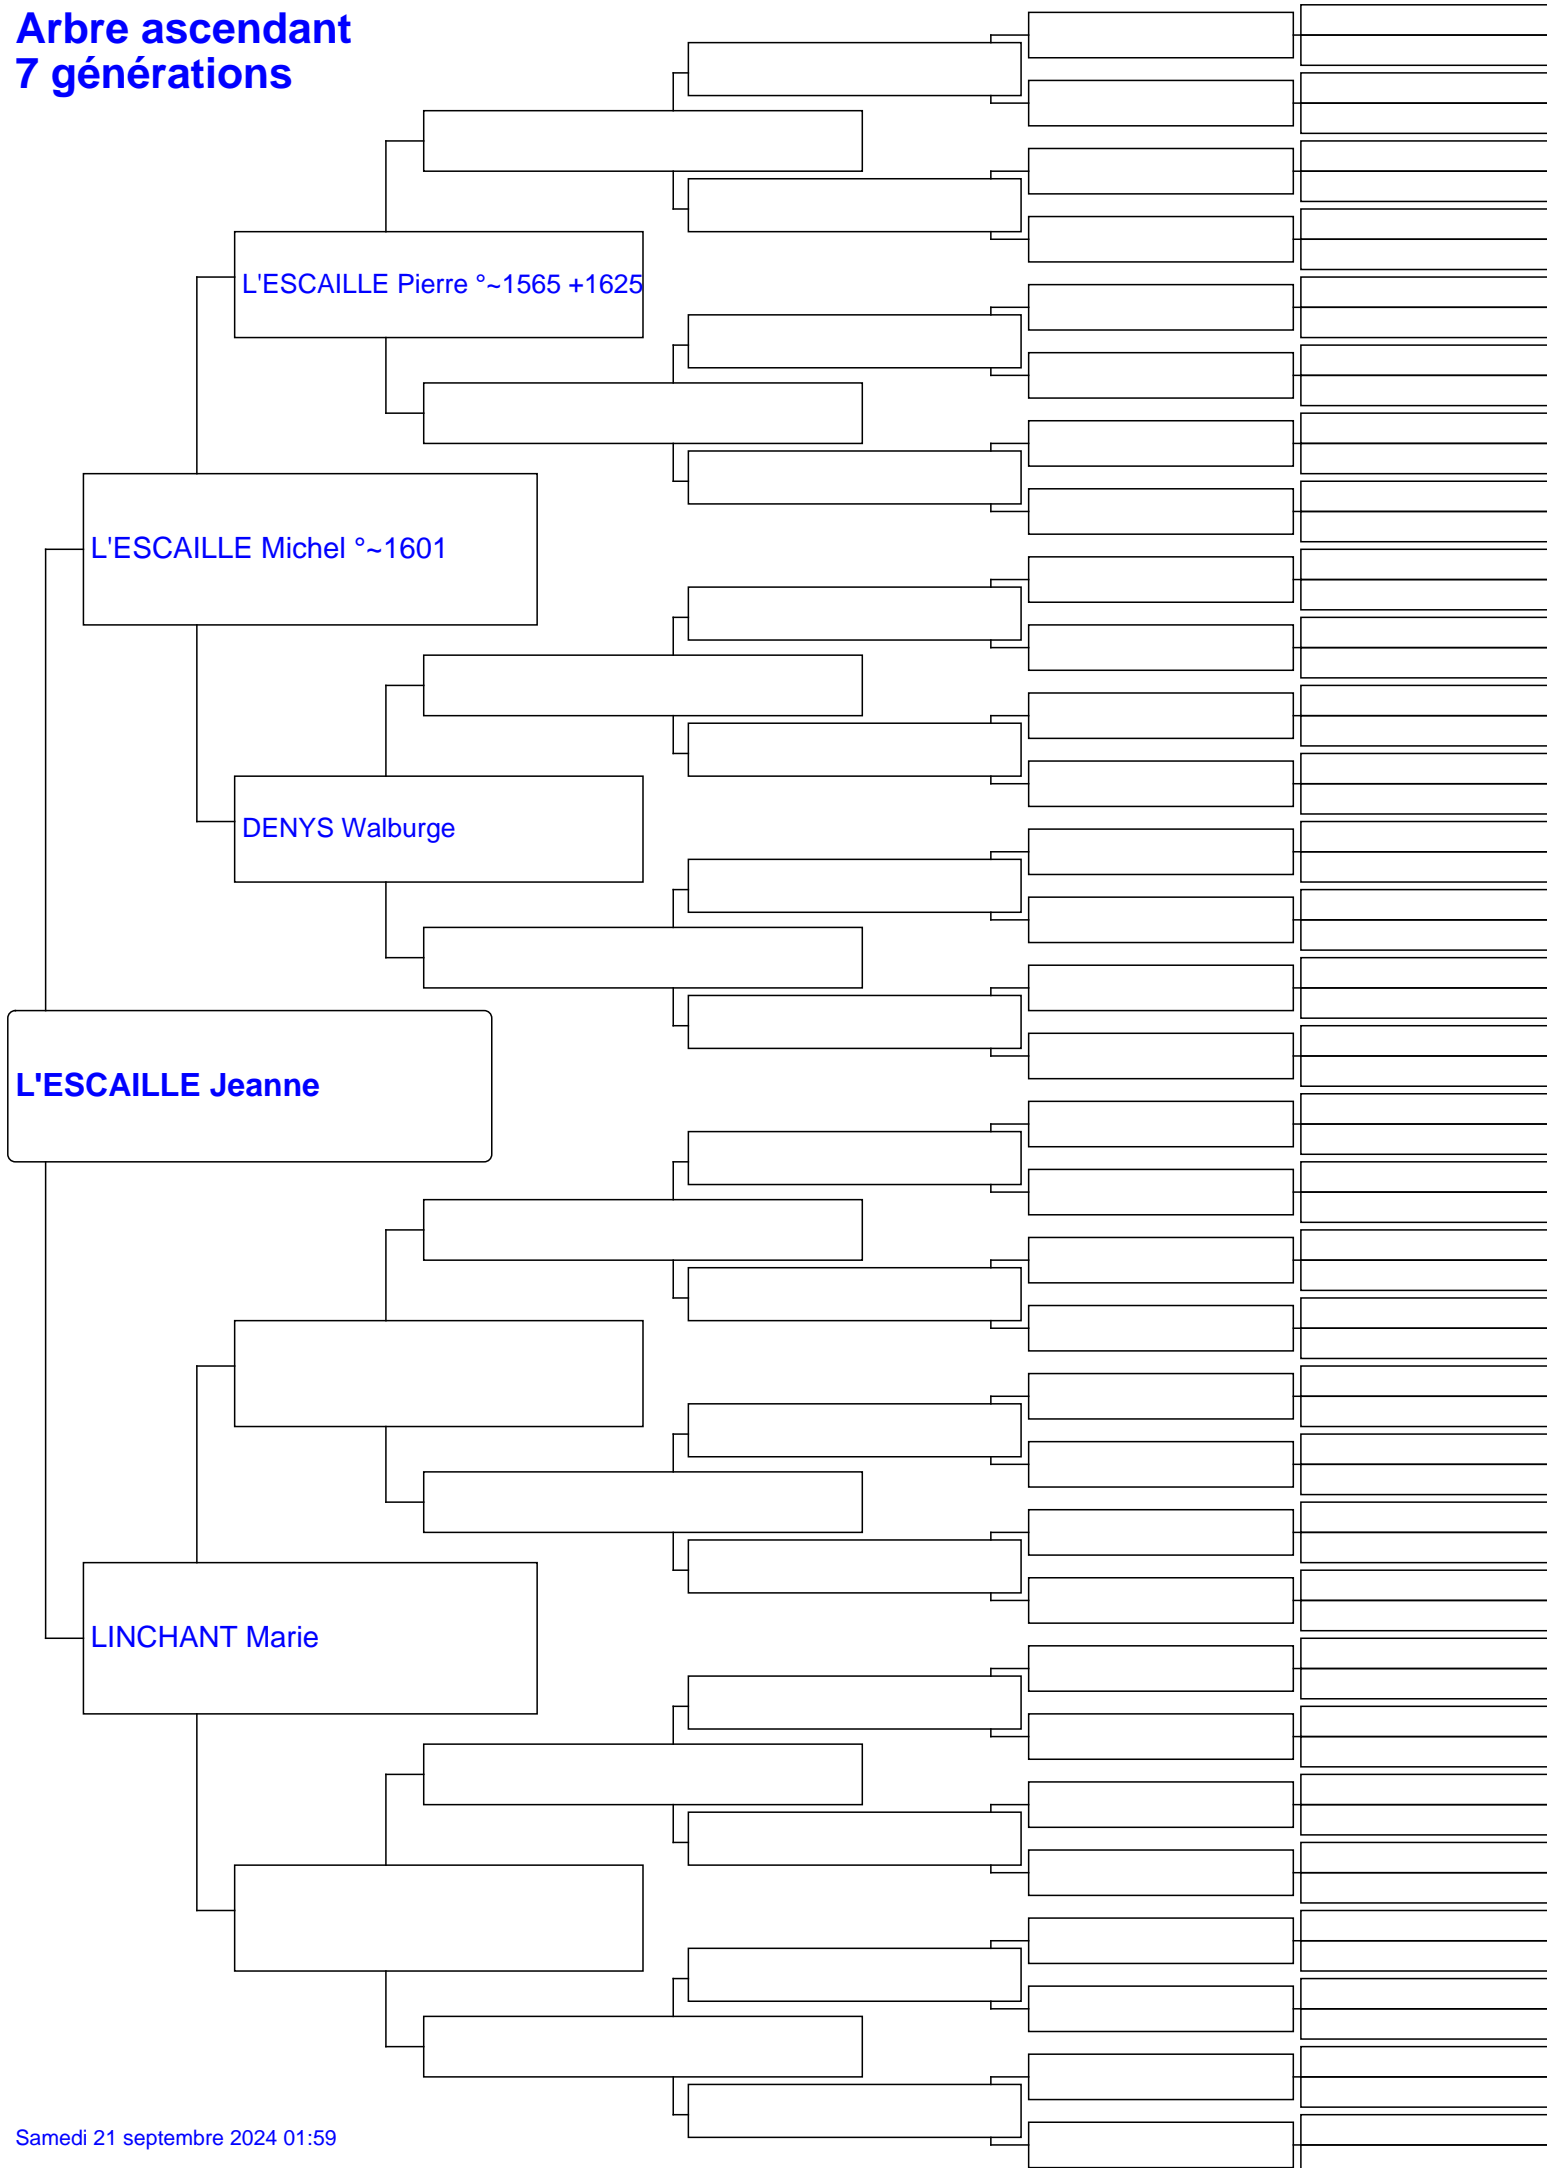 Arbre ascendant
7 générations
L'ESCAILLE Pierre °~1565 +1625
L'ESCAILLE Michel °~1601
DENYS Walburge
L'ESCAILLE Jeanne
LINCHANT Marie
Samedi 21 septembre 2024 01:59